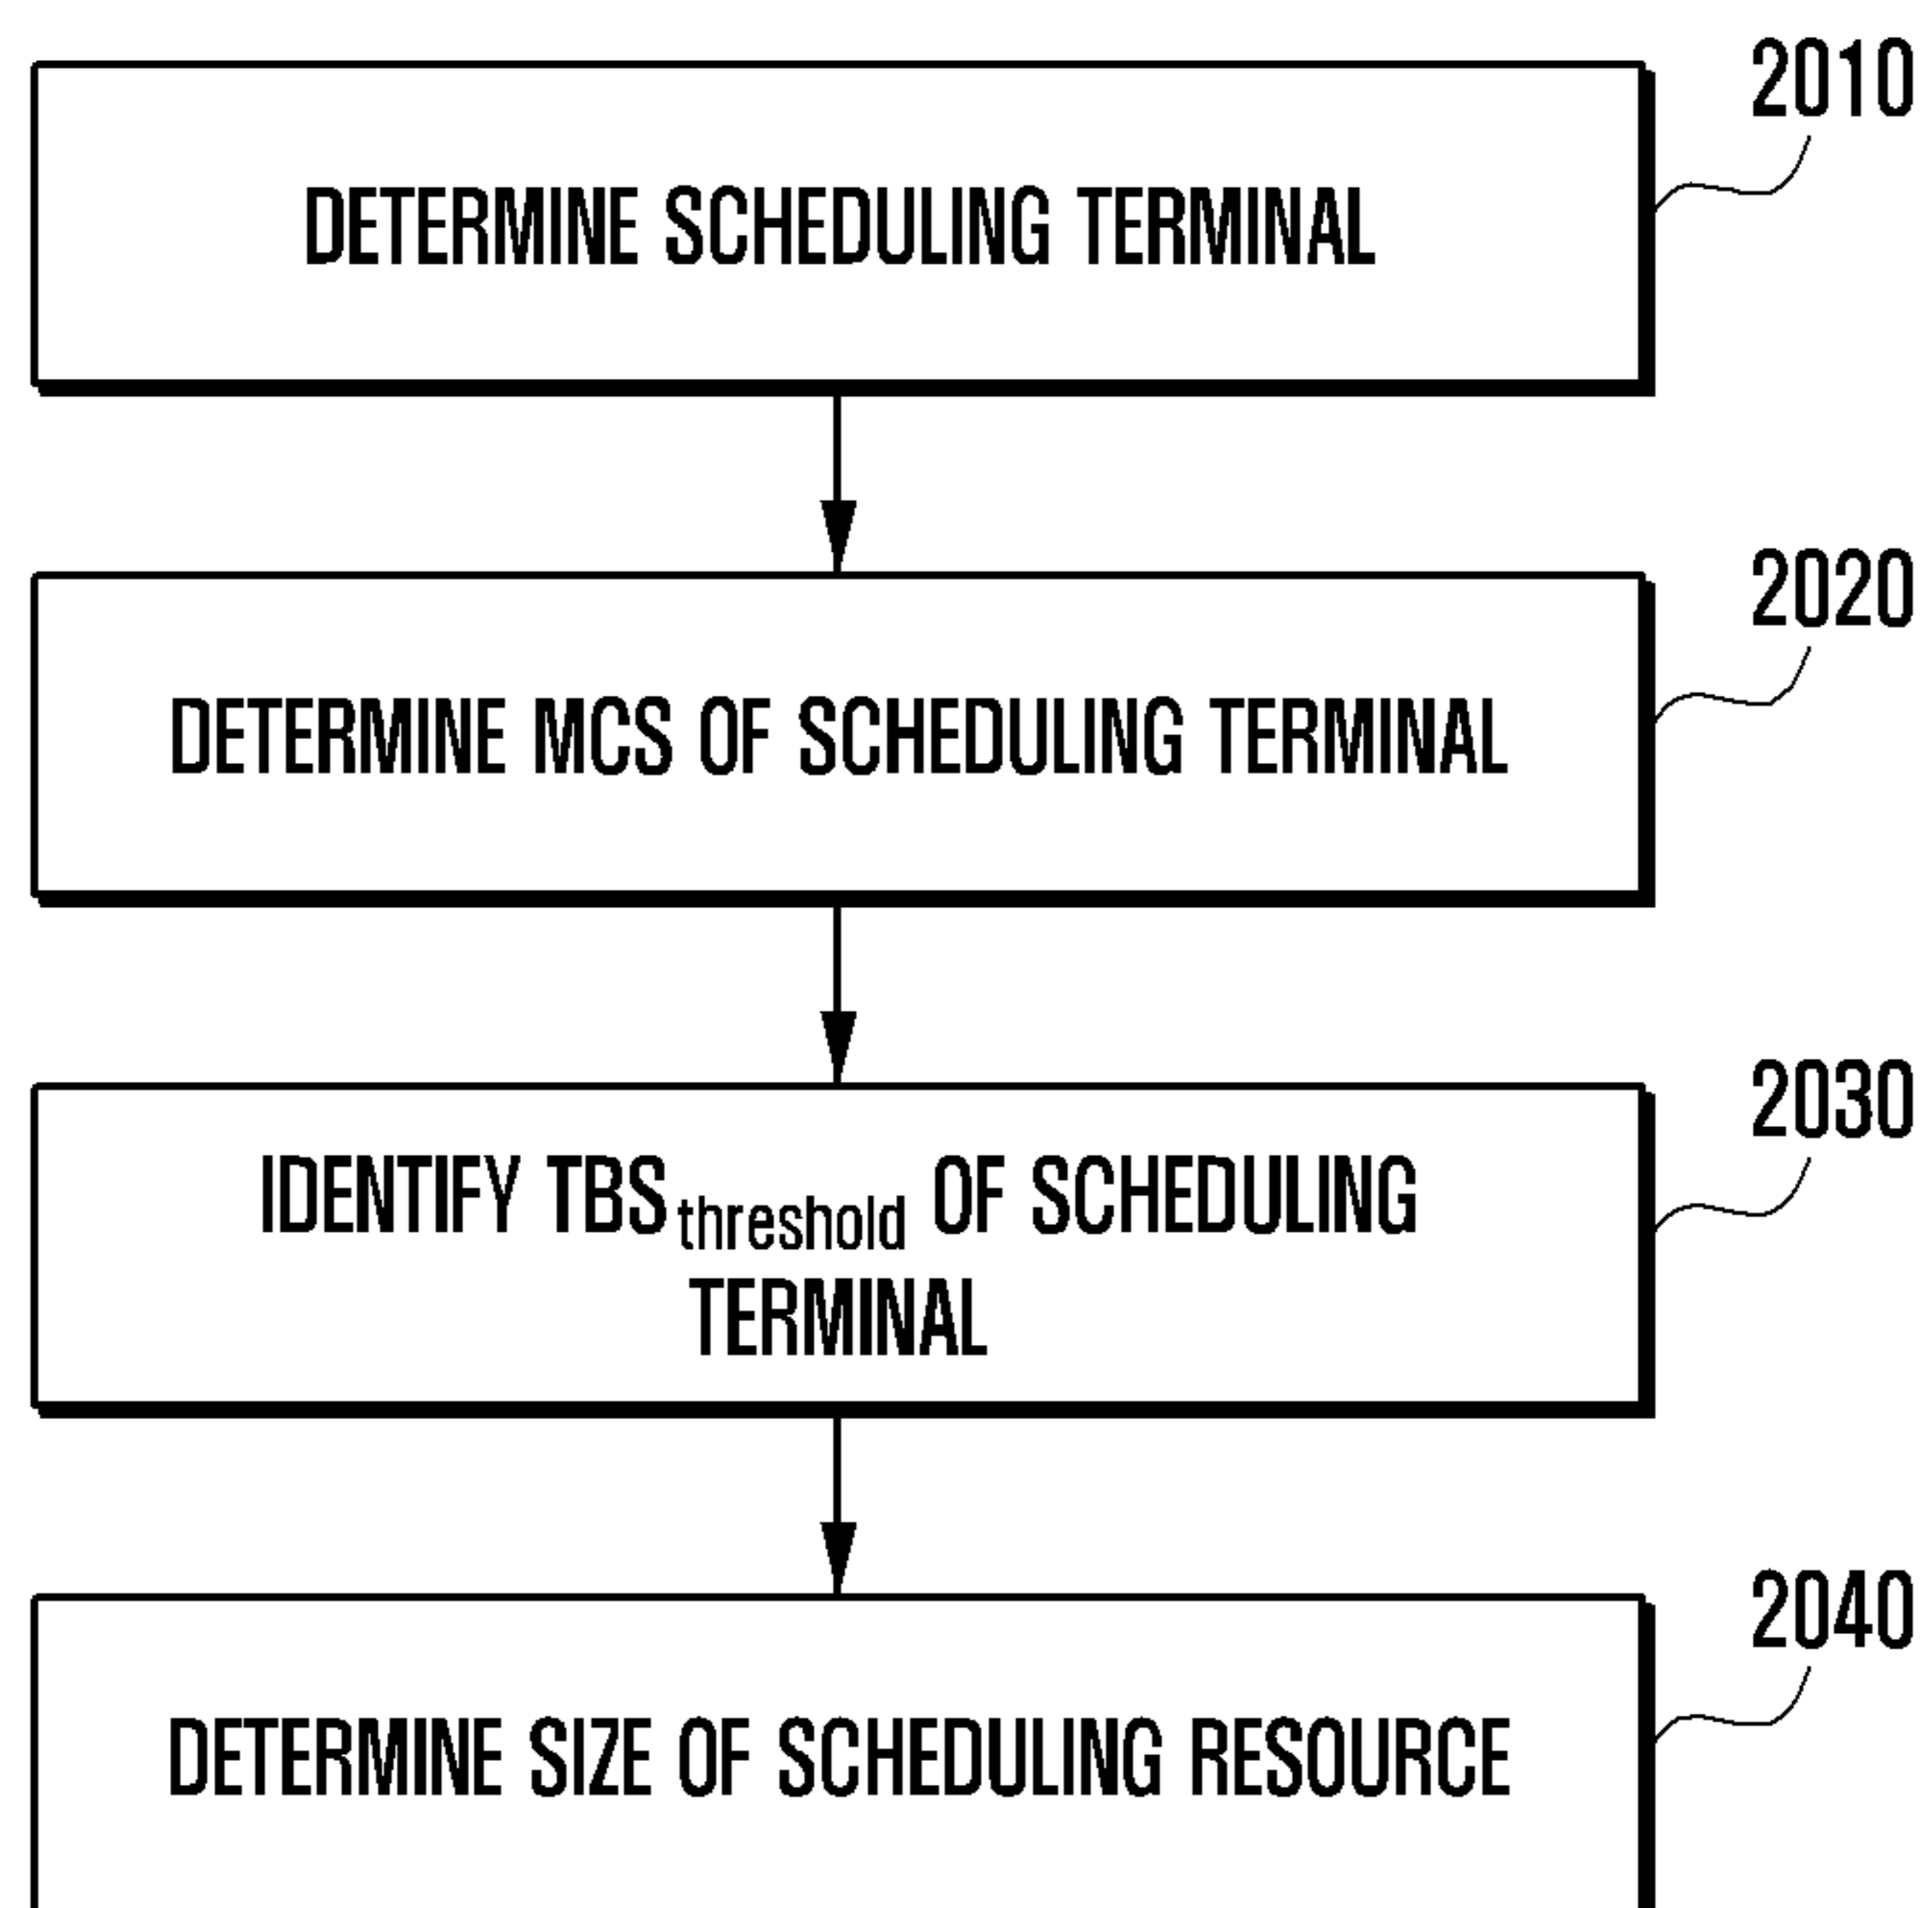 2010
DETERMINE SCHEDULING TERMINAL
2020
DETERMINE MCS OF SCHEDULING TERMINAL
2030
IDENTIFY TBSthreshold OF SCHEDULING
TERMINAL
2040
DETERMINE SIZE OF SCHEDULING RESOURCE